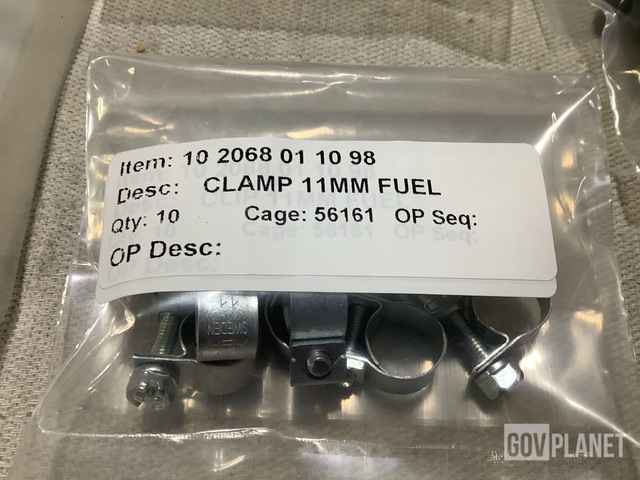 Item: 10 2068 01 10 98
Desc: CLAMP 11MM FUEL
Qty: 10 Cage: 56161 OP Seq:
OP Desc:
11
SWEDEN
GOVPLANET